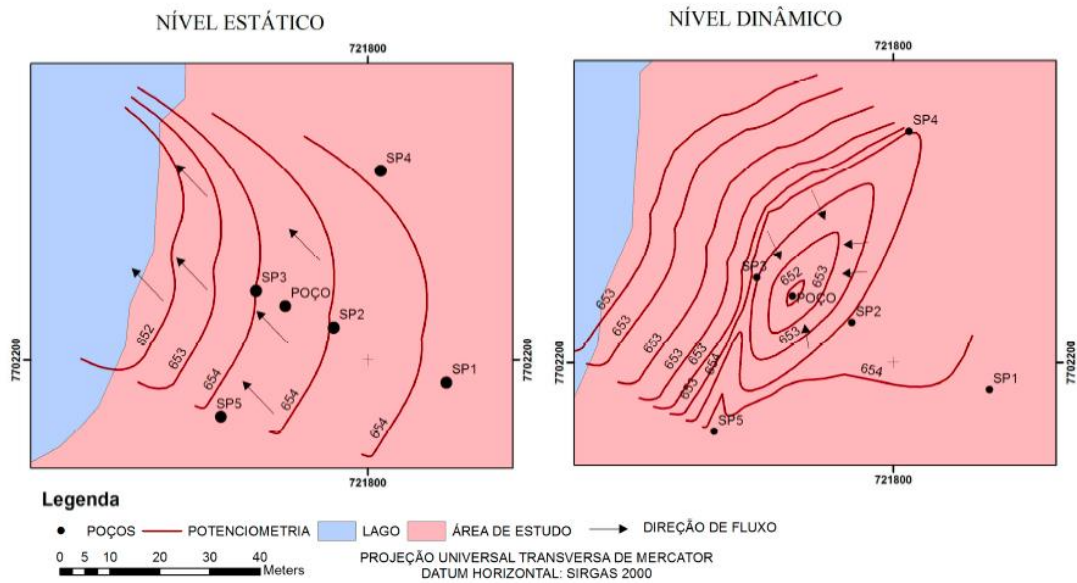 NÍVEL ESTÁTICO
NÍVEL DINÂMICO
721800
721800
7702200
7702200
7702200
7702200
SP4
SP3
POÇO
SP2
SP1
SP5
652
653
654
654
654
721800
SP4
SP3
652
653
POÇO
SP2
SP1
SP5
653
653
653
653
653
654
653
654
721800
Legenda
POÇOS POTENCIOMETRIA LAGO ÁREA DE ESTUDO DIREÇÃO DE FLUXO
0 5 10 20 30 40
Meters
PROJEÇÃO UNIVERSAL TRANSVERSA DE MERCATOR
DATUM HORIZONTAL: SIRGAS 2000